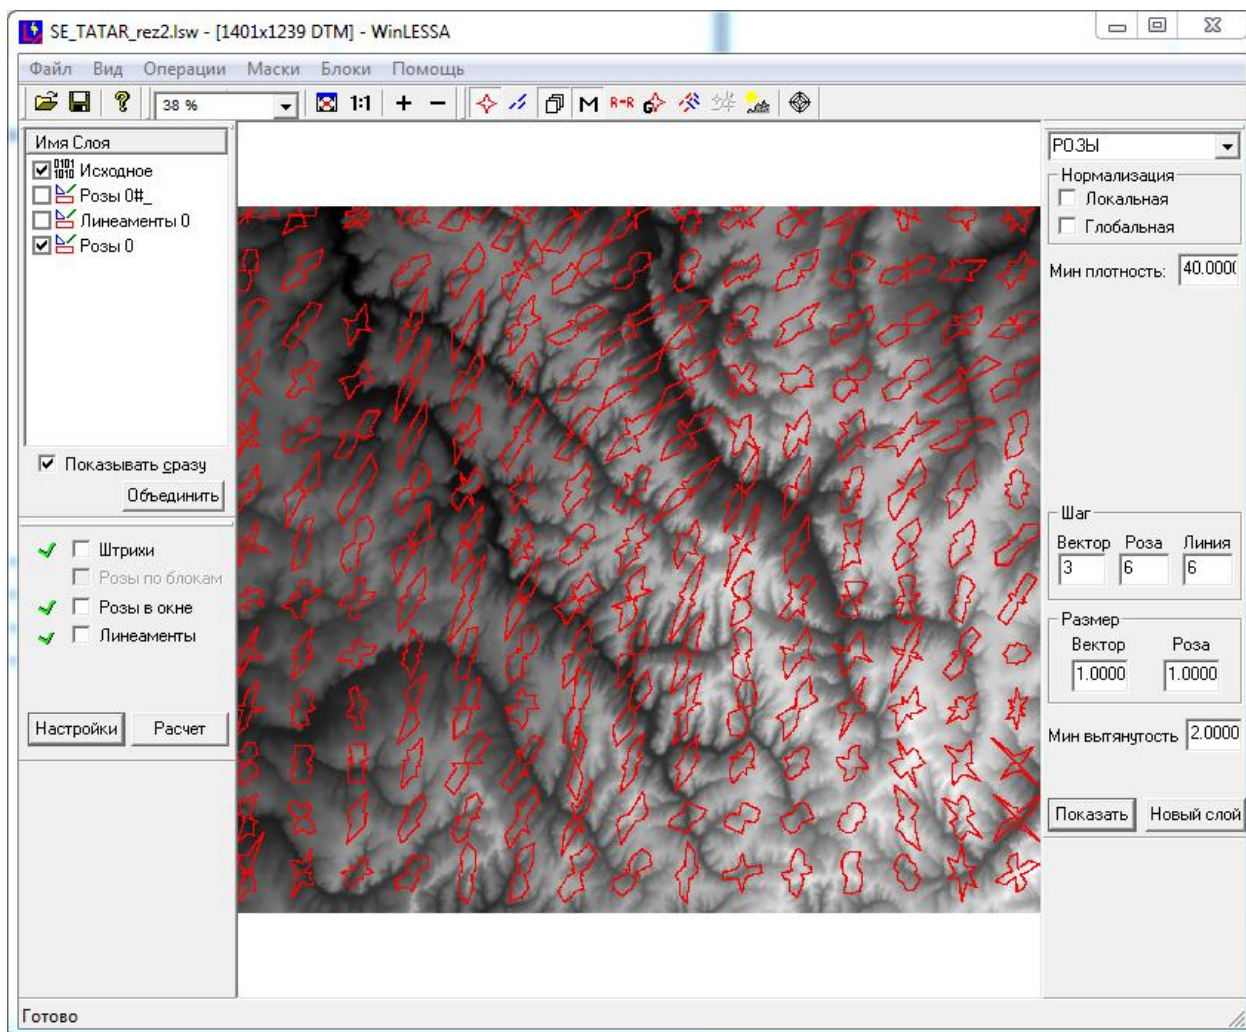 SE_TATAR_rez2.lsw - [1401x1239 DTM] - WinLESSA
Файл Вид Операции Маски Блоки Помощь
38 % 1:1 + − M R-R G
Имя Слоя
0101 1010 Исходное
Розы 0#_
Линеаменты 0
Розы 0
Показывать сразу
Объединить
Штрихи
Розы по блокам
Розы в окне
Линеаменты
Настройки Расчет
РОЗЫ
Нормализация
Локальная
Глобальная
Мин плотность: 40.000(
Шаг
Вектор Роза Линия
3 6 6
Размер
Вектор Роза
1.0000 1.0000
Мин вытянутость 2.0000
Показать Новый слой
Готово